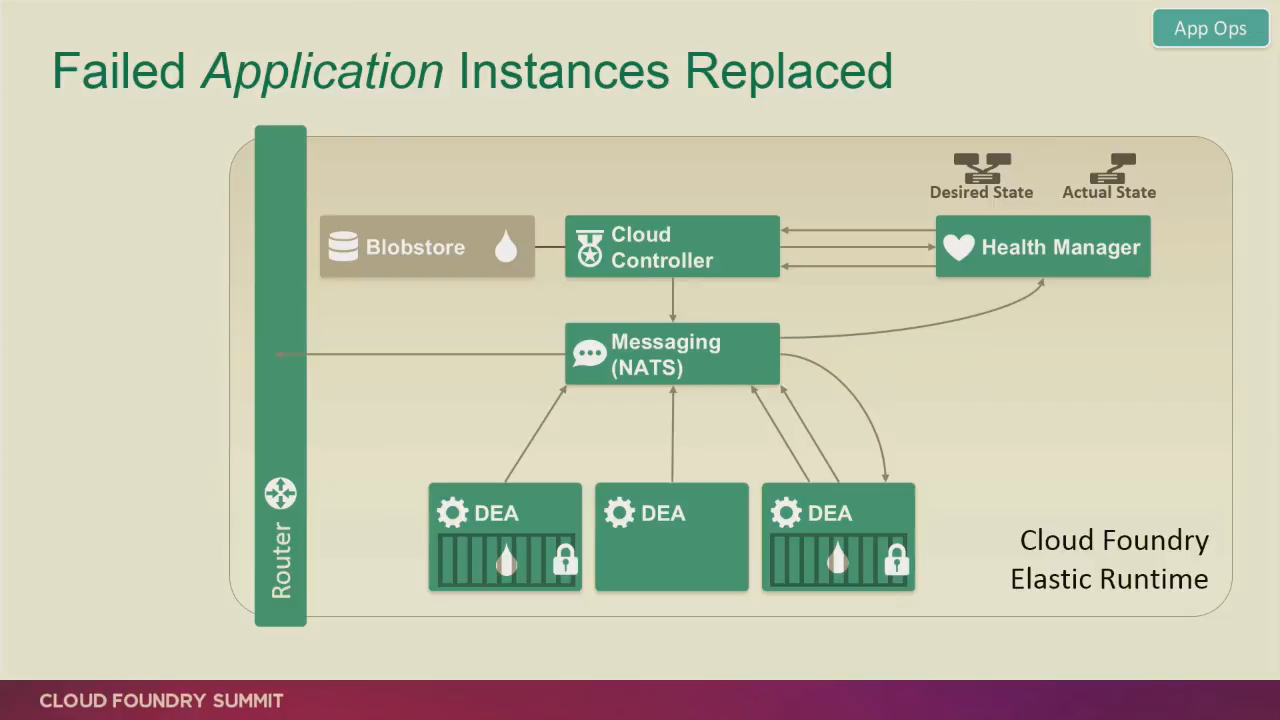 App Ops
Failed Application Instances Replaced
Desired State
Actual State
Blobstore
Cloud
Controller
Health Manager
Messaging
(NATS)
Router
DEA
DEA
DEA
Cloud Foundry
Elastic Runtime
CLOUD FOUNDRY SUMMIT